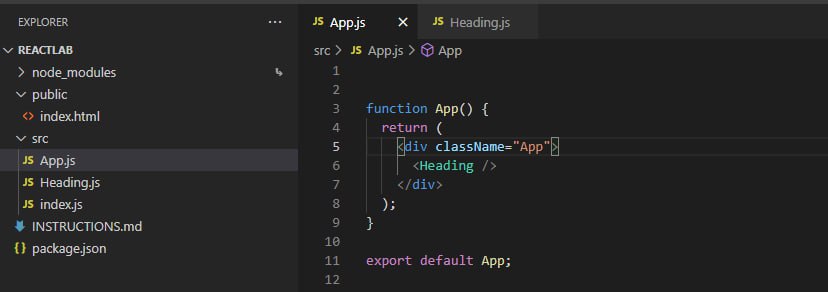 EXPLORER
REACTLAB
node_modules
public
<> index.html
src
JS App.js
JS Heading.js
JS index.js
INSTRUCTIONS.md
{} package.json
JS App.js ×
JS Heading.js
src > JS App.js > App
1
2
3 function App() {
4 return (
5 <div className="App">
6 <Heading />
7 </div>
8 );
9 }
10
11 export default App;
12